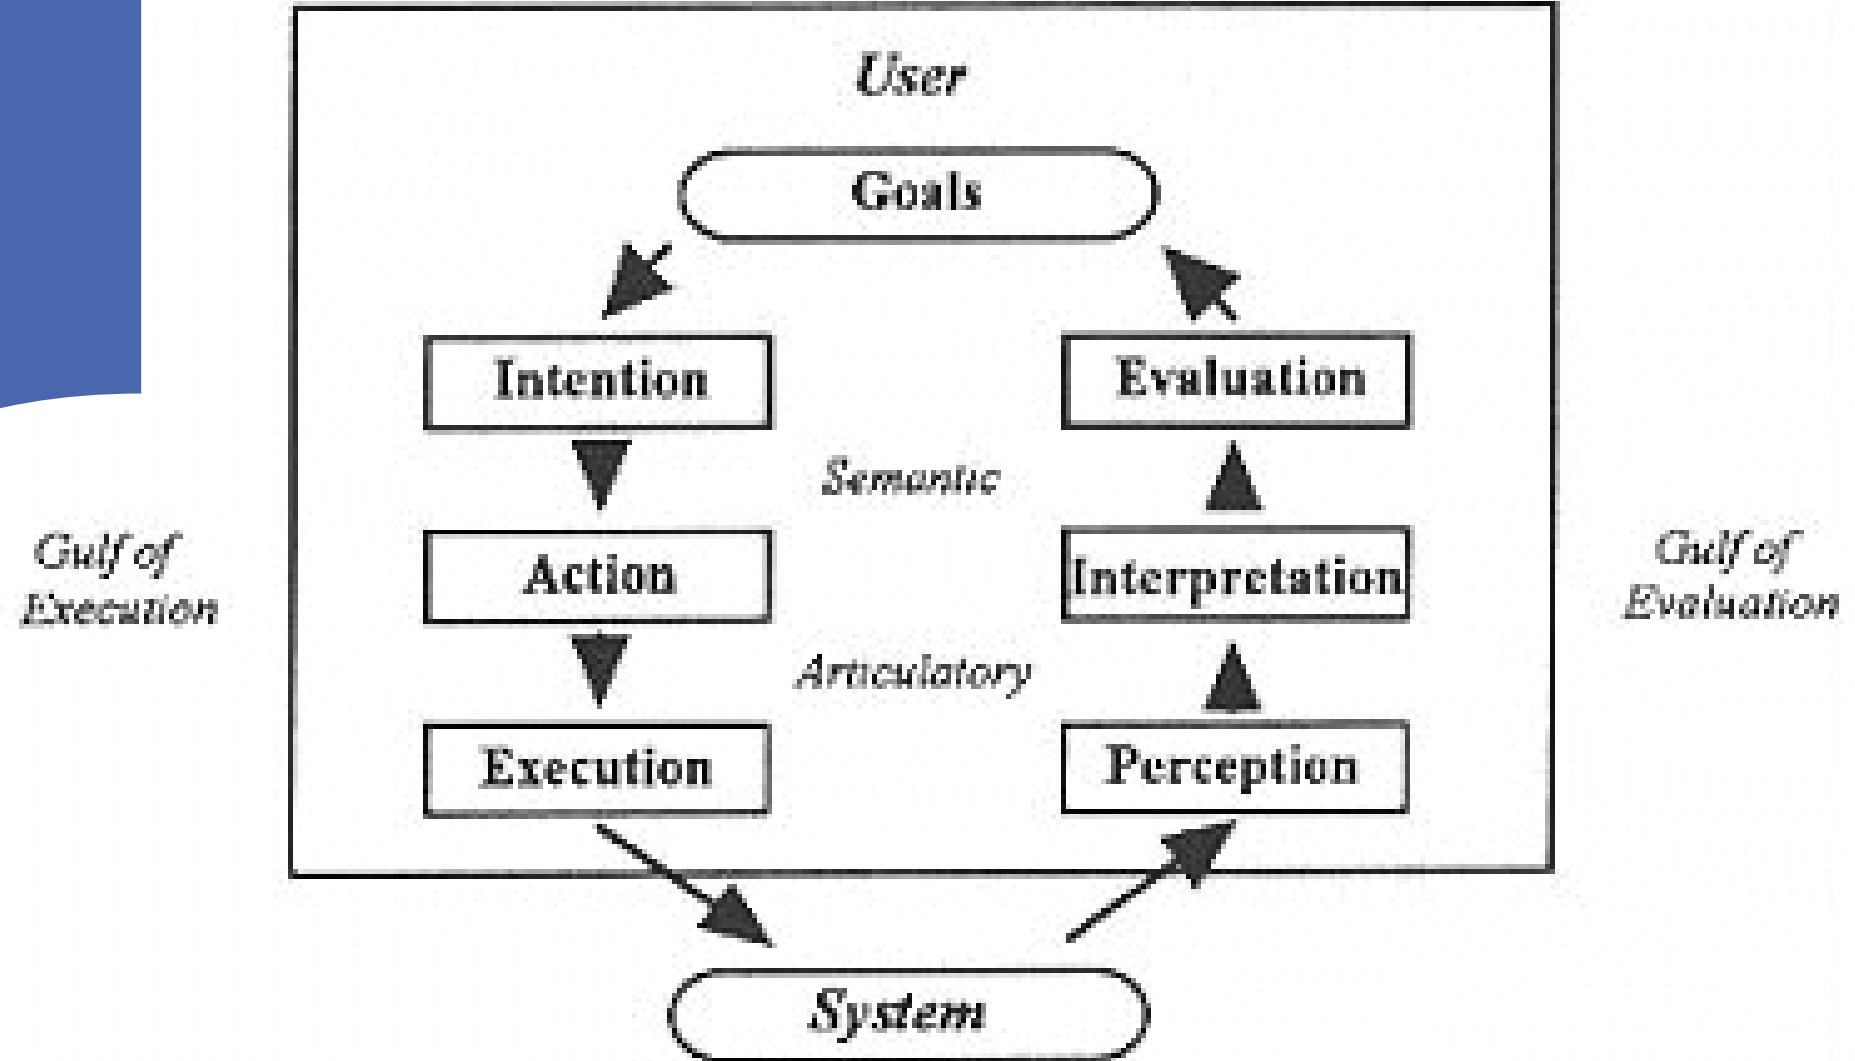 User
Goals
Intention
Evaluation
Semantic
Gulf of
Execution
Action
Interpretation
Gulf of
Evaluation
Articulatory
Execution
Perception
System